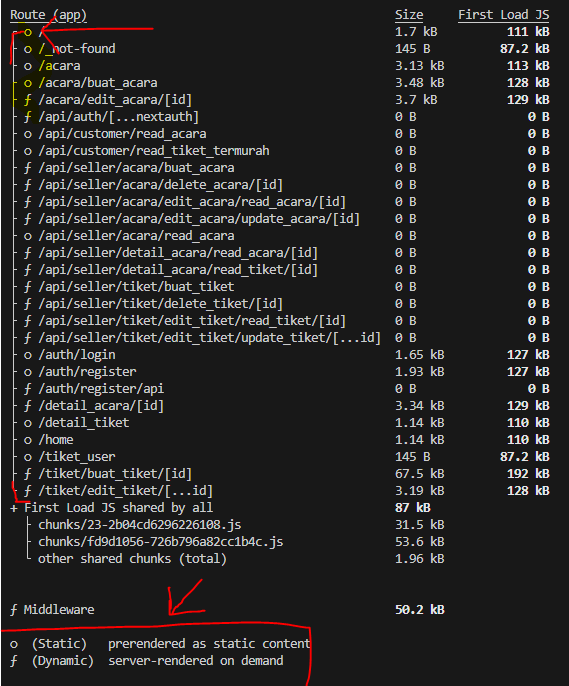 Route (app) Size First Load JS
┌ o / 1.7 kB 111 kB
├ o /_not-found 145 B 87.2 kB
├ o /acara 3.13 kB 113 kB
├ o /acara/buat_acara 3.48 kB 128 kB
├ ƒ /acara/edit_acara/[id] 3.7 kB 129 kB
├ ƒ /api/auth/[...nextauth] 0 B 0 B
├ o /api/customer/read_acara 0 B 0 B
├ o /api/customer/read_tiket_termurah 0 B 0 B
├ ƒ /api/seller/acara/buat_acara 0 B 0 B
├ ƒ /api/seller/acara/delete_acara/[id] 0 B 0 B
├ ƒ /api/seller/acara/edit_acara/read_acara/[id] 0 B 0 B
├ ƒ /api/seller/acara/edit_acara/update_acara/[id] 0 B 0 B
├ o /api/seller/acara/read_acara 0 B 0 B
├ ƒ /api/seller/detail_acara/read_acara/[id] 0 B 0 B
├ ƒ /api/seller/detail_acara/read_tiket/[id] 0 B 0 B
├ ƒ /api/seller/tiket/buat_tiket 0 B 0 B
├ ƒ /api/seller/tiket/delete_tiket/[id] 0 B 0 B
├ ƒ /api/seller/tiket/edit_tiket/read_tiket/[id] 0 B 0 B
├ ƒ /api/seller/tiket/edit_tiket/update_tiket/[...id] 0 B 0 B
├ o /auth/login 1.65 kB 127 kB
├ o /auth/register 1.93 kB 127 kB
├ ƒ /auth/register/api 0 B 0 B
├ ƒ /detail_acara/[id] 3.34 kB 129 kB
├ o /detail_tiket 1.14 kB 110 kB
├ o /home 1.14 kB 110 kB
├ o /tiket_user 145 B 87.2 kB
├ ƒ /tiket/buat_tiket/[id] 67.5 kB 192 kB
└ ƒ /tiket/edit_tiket/[...id] 3.19 kB 128 kB
+ First Load JS shared by all 87 kB
├ chunks/23-2b04cd6296226108.js 31.5 kB
├ chunks/fd9d1056-726b796a82cc1b4c.js 53.6 kB
└ other shared chunks (total) 1.96 kB
ƒ Middleware 50.2 kB
o (Static) prerendered as static content
ƒ (Dynamic) server-rendered on demand